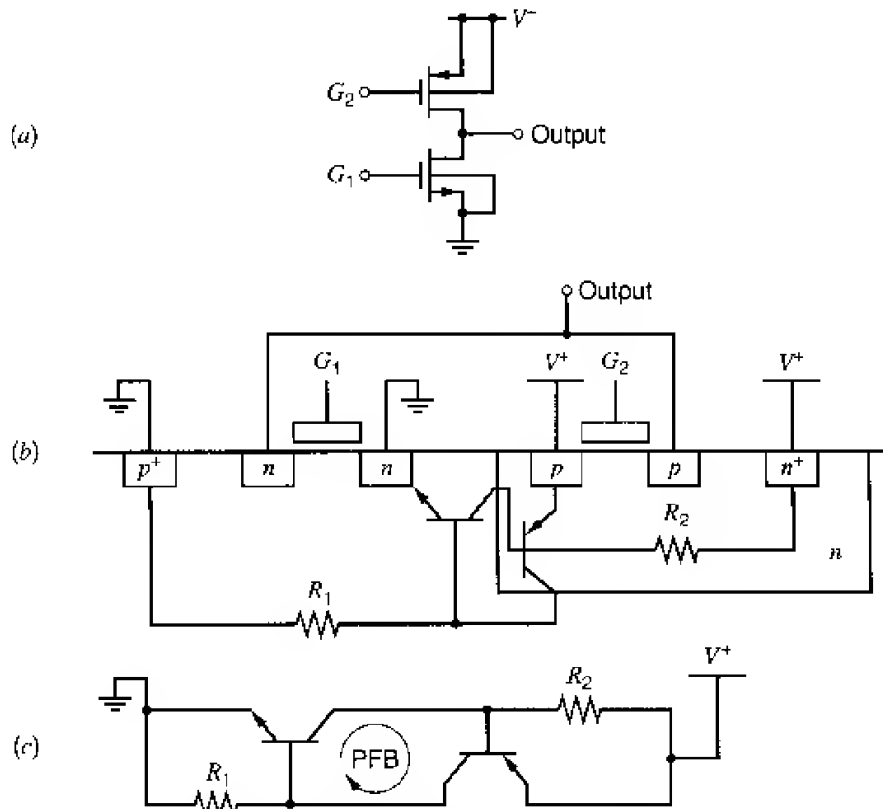 V⁻
G₂
(a)
Output
G₁
Output
G₁
V⁺
G₂
V⁺
(b)
p⁺
n
n
p
p
n⁺
R₂
n
R₁
V⁺
R₂
(c)
PFB
R₁